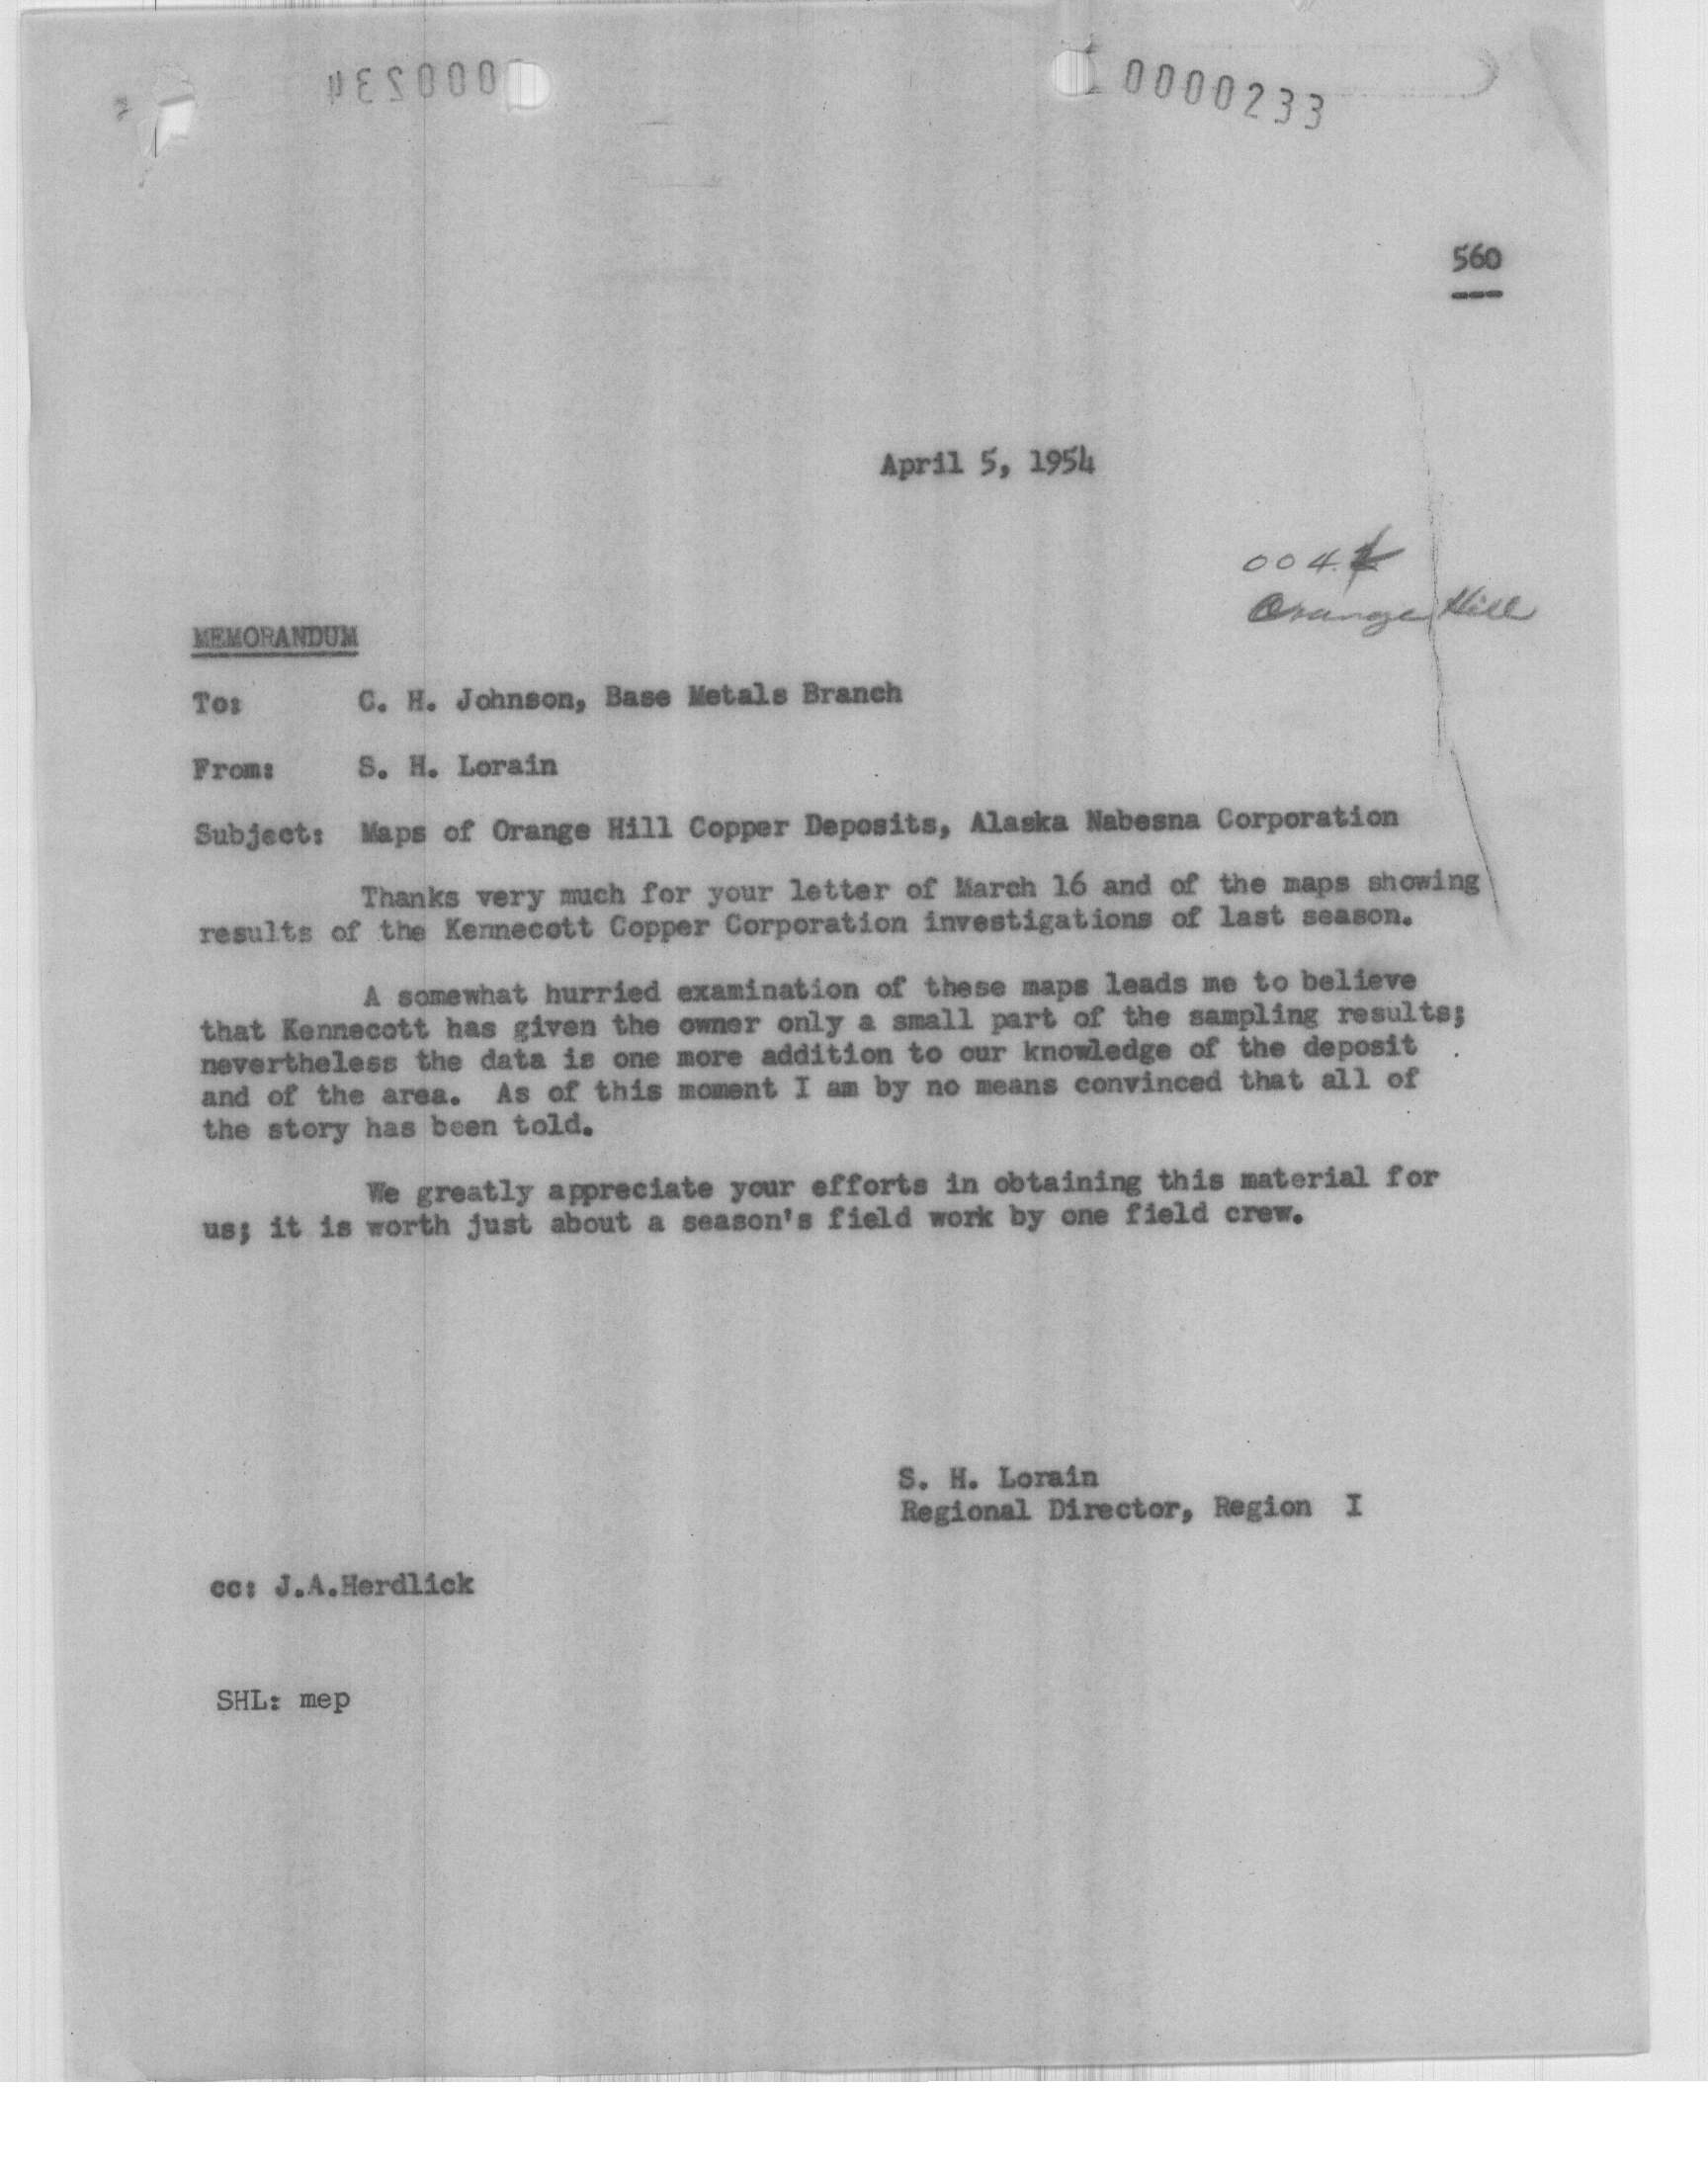 0000233
560
April 5, 1954
004.
Orange Hill
MEMORANDUM
To: C. H. Johnson, Base Metals Branch
From: S. H. Lorain
Subject: Maps of Orange Hill Copper Deposits, Alaska Nabesna Corporation
Thanks very much for your letter of March 16 and of the maps showing
results of the Kennecott Copper Corporation investigations of last season.
A somewhat hurried examination of these maps leads me to believe
that Kennecott has given the owner only a small part of the sampling results;
nevertheless the data is one more addition to our knowledge of the deposit
and of the area. As of this moment I am by no means convinced that all of
the story has been told.
We greatly appreciate your efforts in obtaining this material for
us; it is worth just about a season's field work by one field crew.
S. H. Lorain
Regional Director, Region I
cc: J.A.Herdlick
SHL: mep